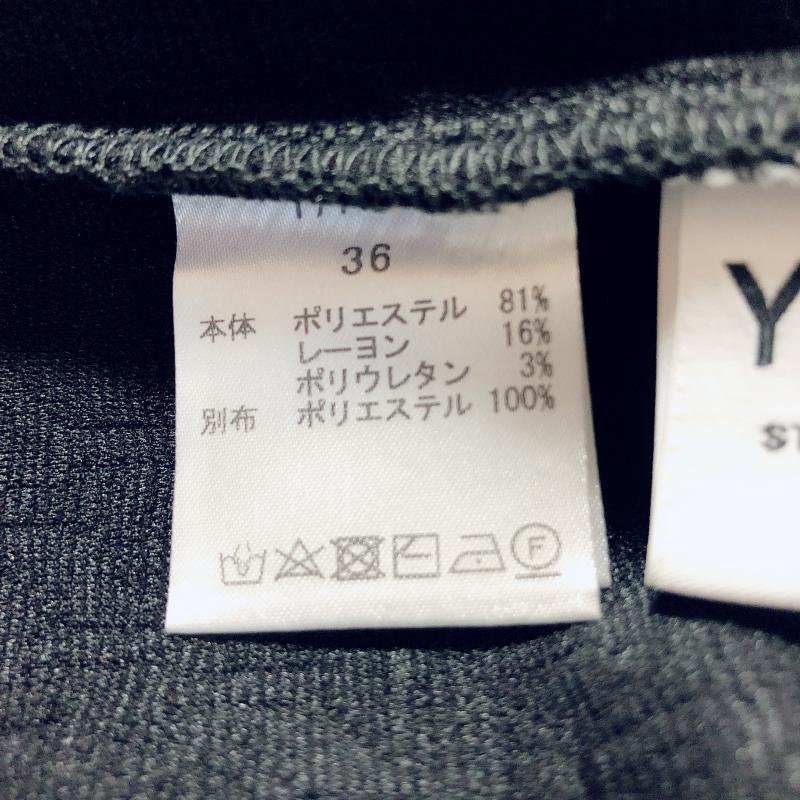 36
本体 ポリエステル 81%
レーヨン 16%
ポリウレタン 3%
別布 ポリエステル 100%
F
Y
ST